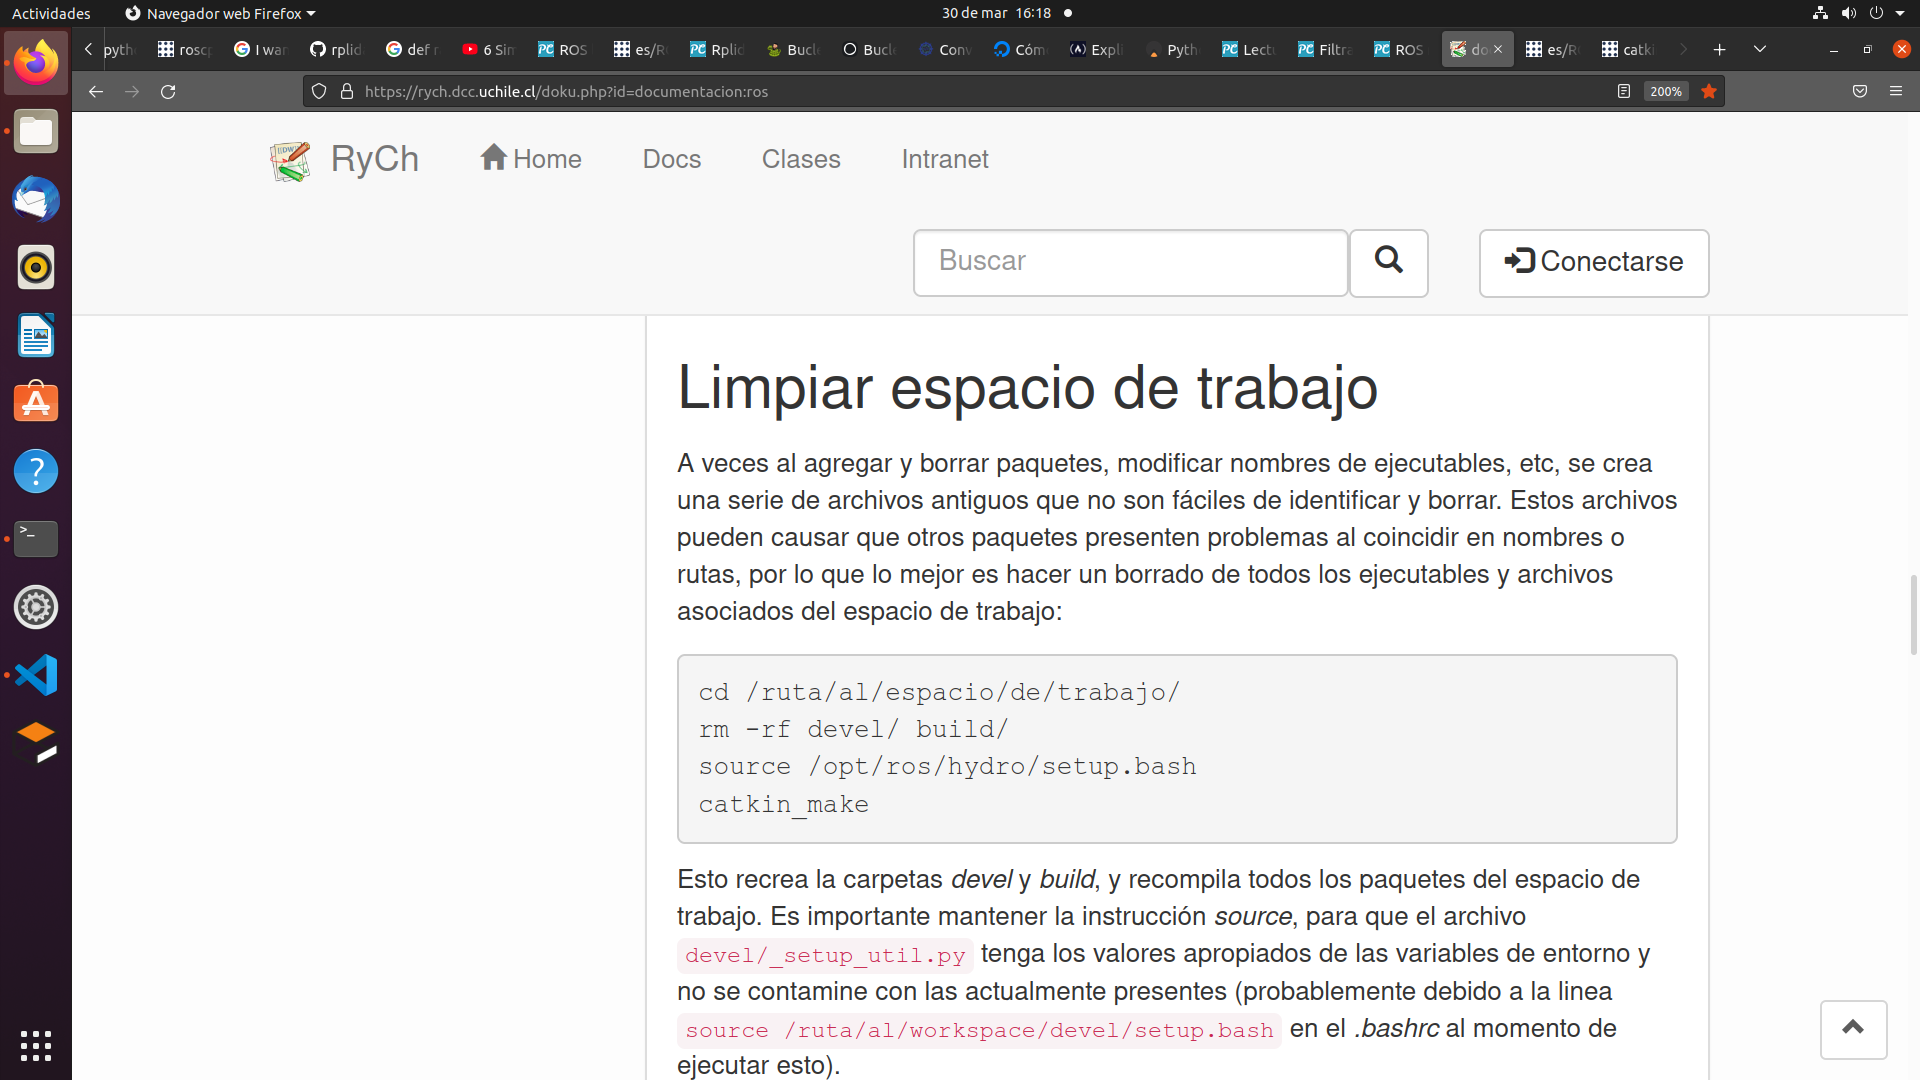 Actividades
Navegador web Firefox
30 de mar 16:18
pyth
rosc
I wa
rplid
def r
6 Sim
ROS
es/R
Rplid
Bucl
Bucl
Conv
Cóm
Expli
Pyth
Lect
Filtra
ROS
do
es/R
catk
https://rych.dcc.uchile.cl/doku.php?id=documentacion:ros
200%
RyCh
Home
Docs
Clases
Intranet
Buscar
Conectarse
Limpiar espacio de trabajo
A veces al agregar y borrar paquetes, modificar nombres de ejecutables, etc, se crea
una serie de archivos antiguos que no son fáciles de identificar y borrar. Estos archivos
pueden causar que otros paquetes presenten problemas al coincidir en nombres o
rutas, por lo que lo mejor es hacer un borrado de todos los ejecutables y archivos
asociados del espacio de trabajo:
cd /ruta/al/espacio/de/trabajo/
rm -rf devel/ build/
source /opt/ros/hydro/setup.bash
catkin_make
Esto recrea la carpetas devel y build, y recompila todos los paquetes del espacio de
trabajo. Es importante mantener la instrucción source, para que el archivo
devel/_setup_util.py tenga los valores apropiados de las variables de entorno y
no se contamine con las actualmente presentes (probablemente debido a la linea
source /ruta/al/workspace/devel/setup.bash en el .bashrc al momento de
ejecutar esto).